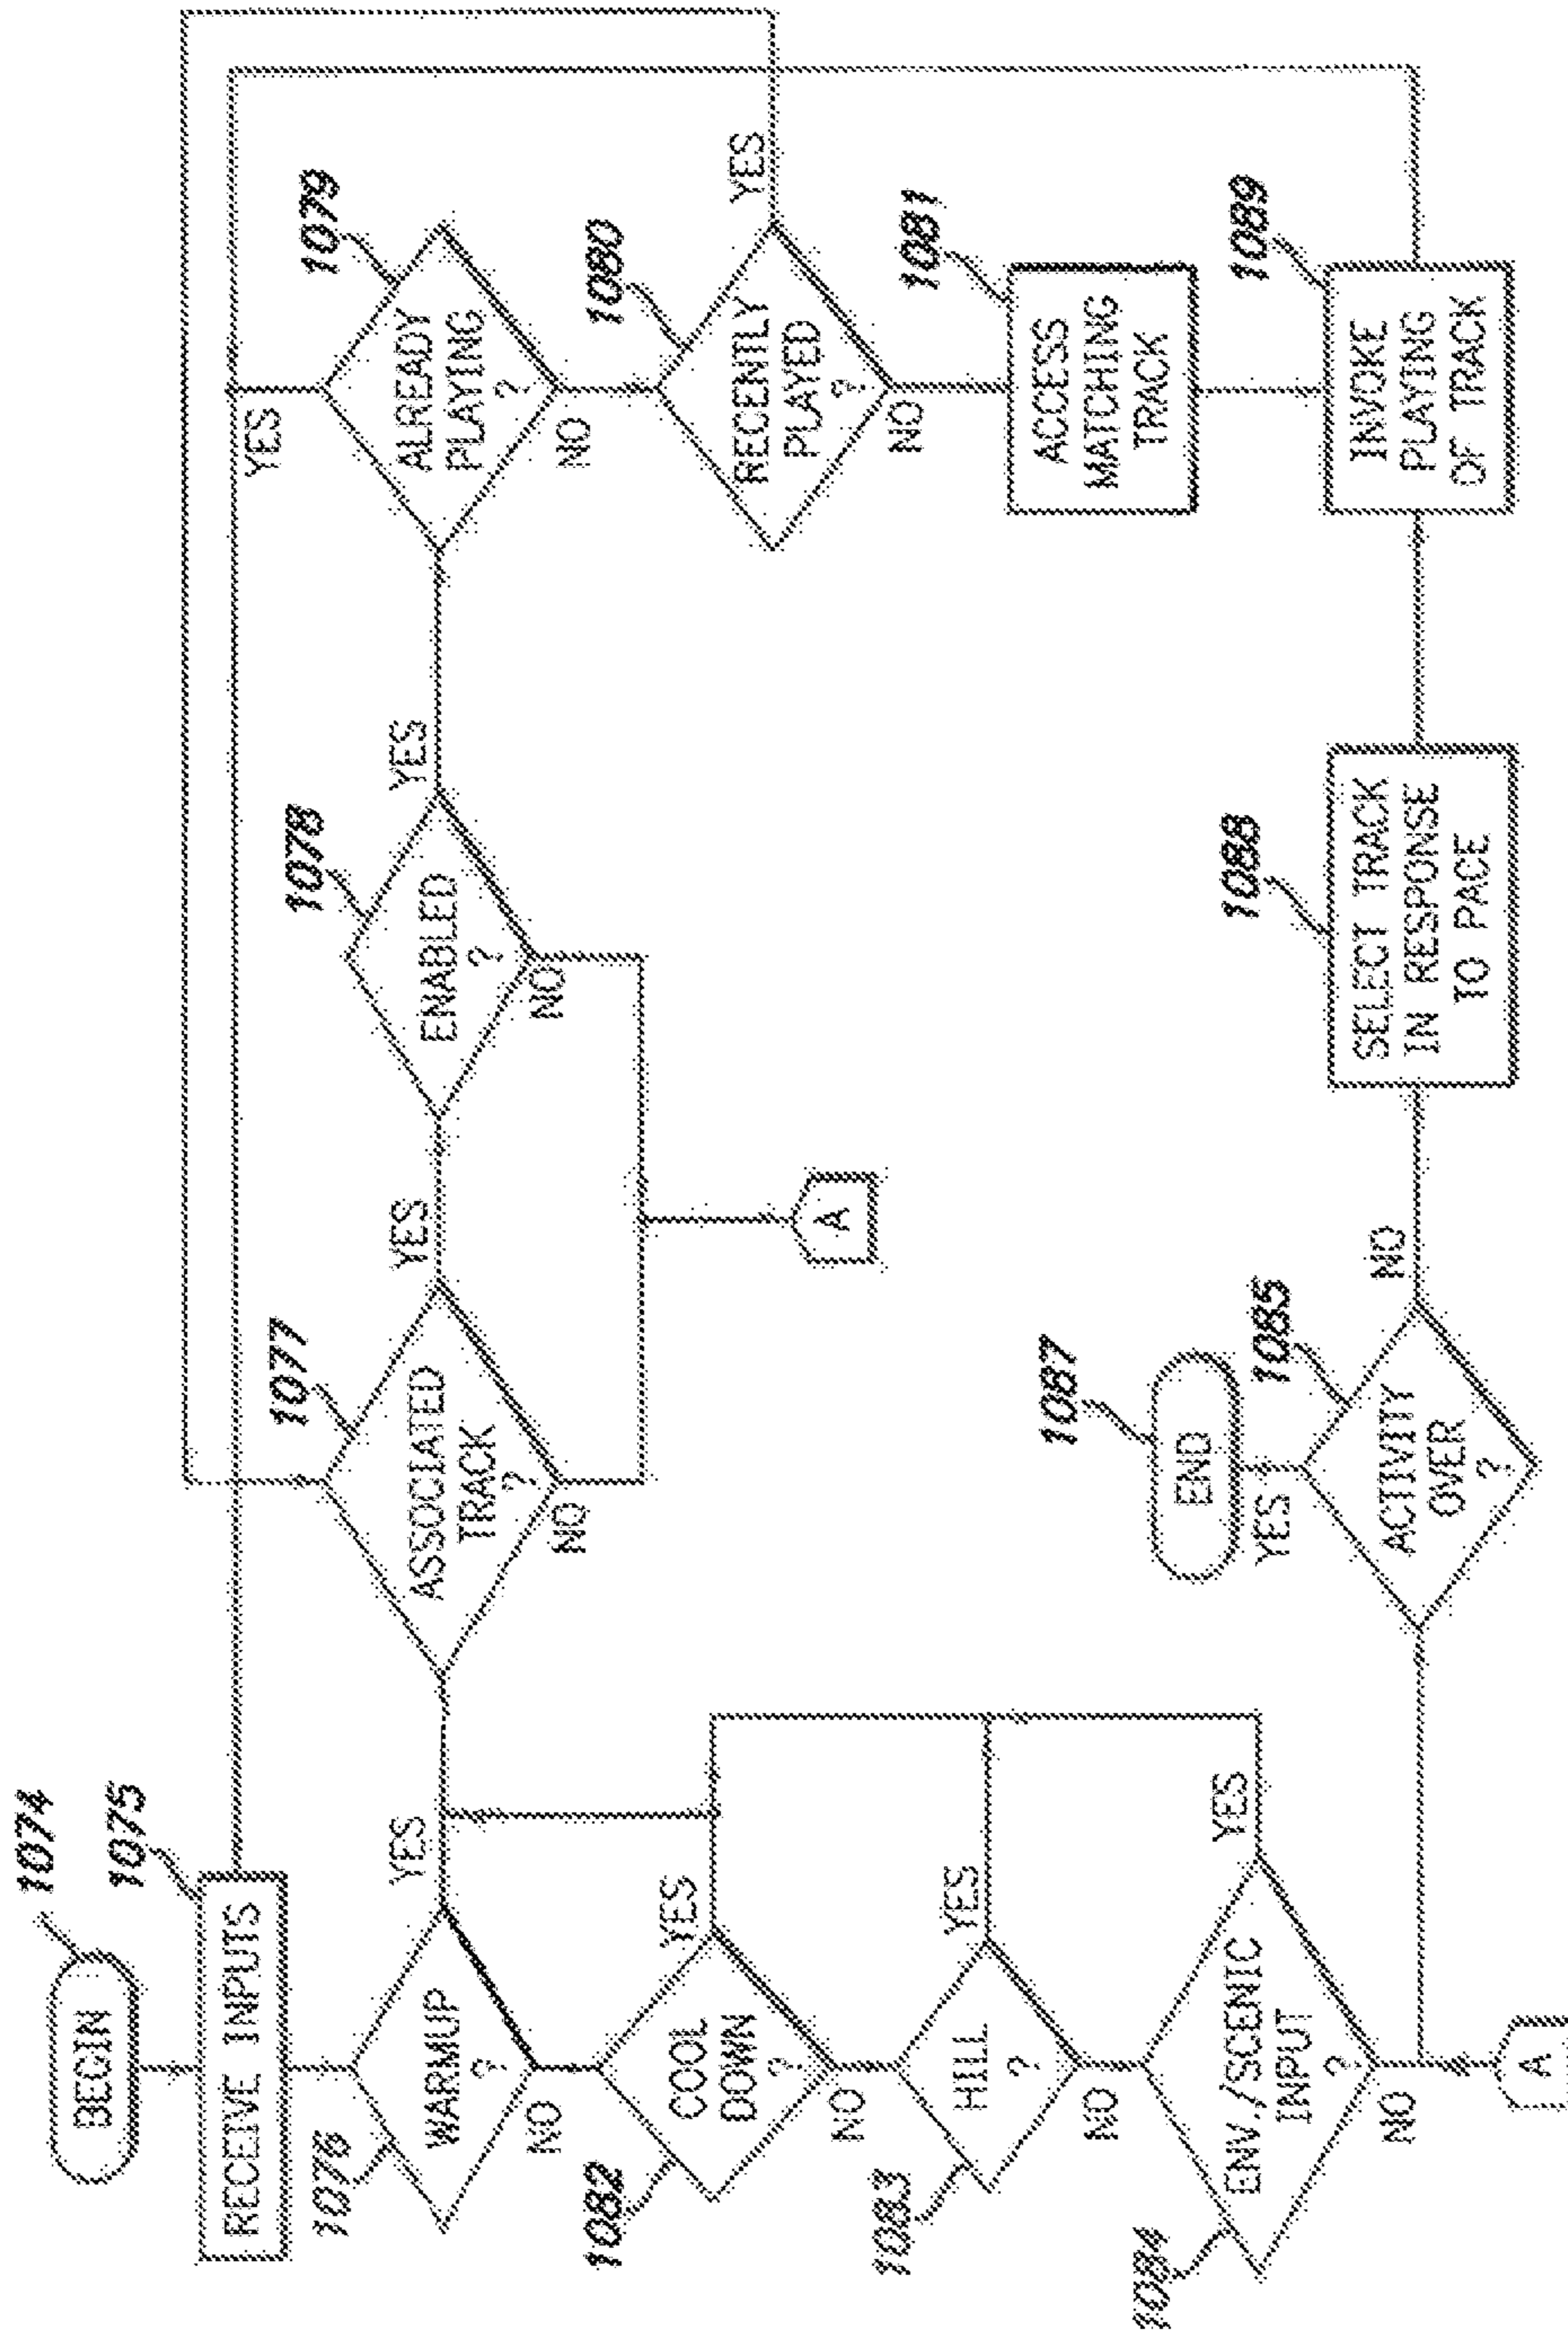 BEGIN
1074
RECEIVE INPUTS
1075
WARMUP
?
1076
YES
NO
COOL
DOWN
?
1082
YES
NO
HILL
?
1083
YES
NO
ENV./SCENIC
INPUT
?
1084
YES
NO
A
ASSOCIATED
TRACK
?
1077
YES
NO
ENABLED
?
1078
YES
NO
A
ALREADY
PLAYING
?
1079
YES
NO
RECENTLY
PLAYED
?
1080
YES
NO
ACCESS
MATCHING
TRACK
1081
END
1087
YES
ACTIVITY
OVER
?
1085
NO
SELECT TRACK
IN RESPONSE
TO PACE
1088
INVOKE
PLAYING
OF TRACK
1089